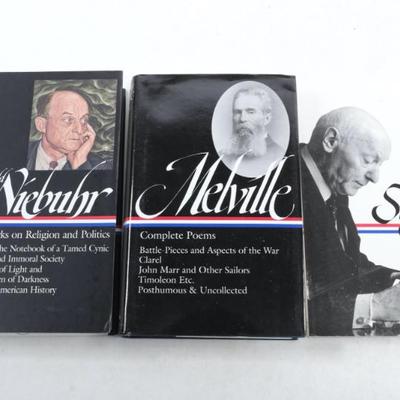 Niebuhr
ks on Religion and Politics
he Notebook of a Tamed Cynic
nd Immoral Society
of Light and
n of Darkness
merican History
Melville
Complete Poems
Battle-Pieces and Aspects of the War
Clarel
John Marr and Other Sailors
Timoleon Etc.
Posthumous & Uncollected
S